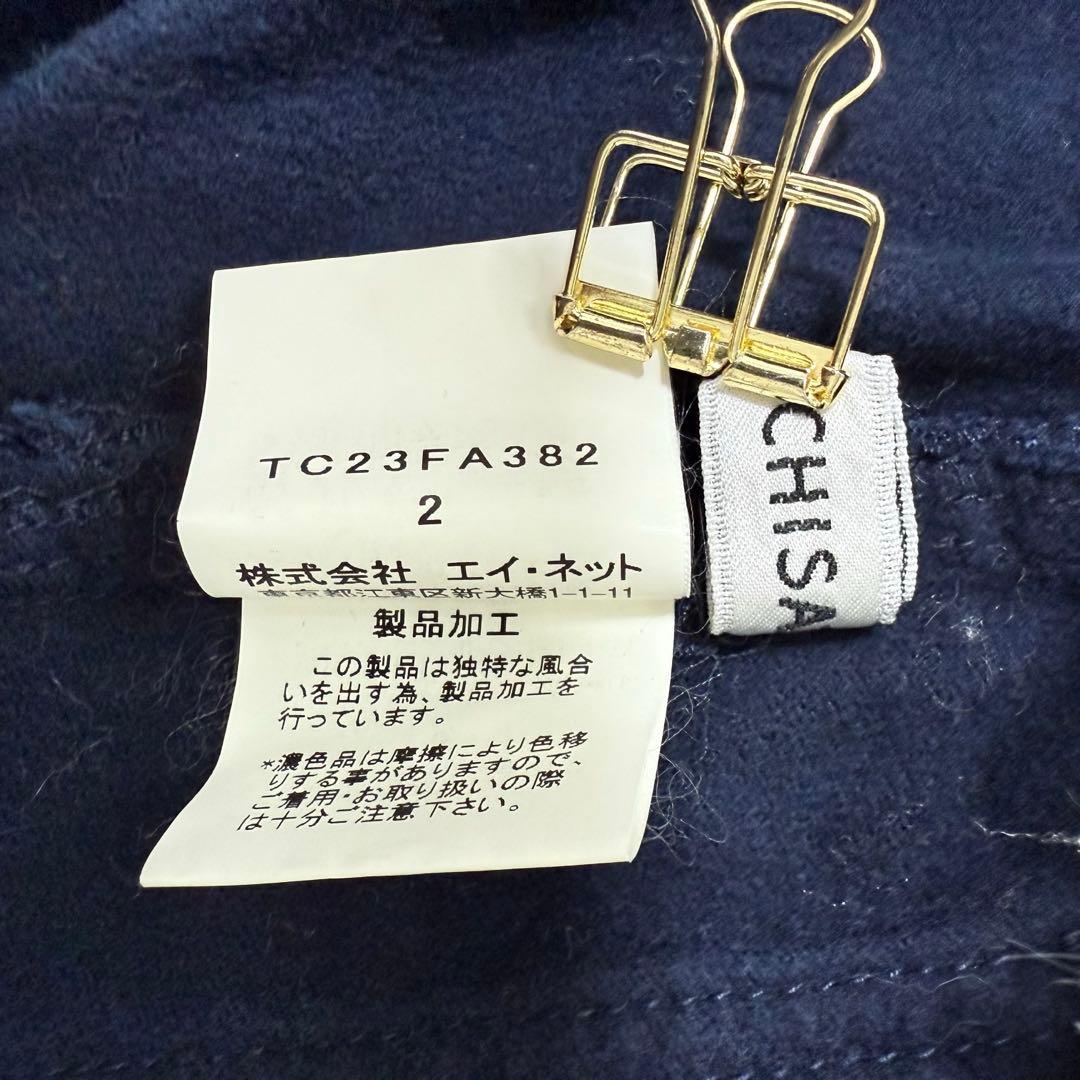 TC23FA382
2
株式会社 エイ・ネット
東京都江東区新大橋1-1-11
製品加工
この製品は独特な風合
いを出す為、製品加工を
行っています。
*濃色品は摩擦により色移
りする事がありますので、
ご着用・お取り扱いの際
は十分ご注意下さい。
CHISA